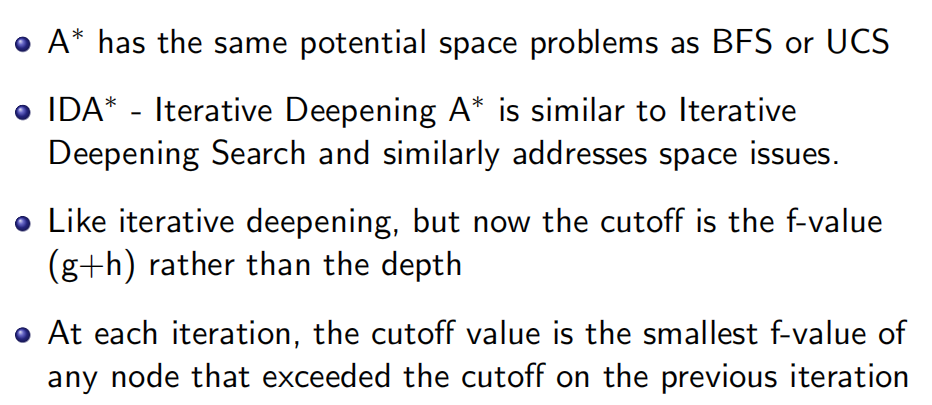 A* has the same potential space problems as BFS or UCS
IDA* - Iterative Deepening A* is similar to Iterative
Deepening Search and similarly addresses space issues.
Like iterative deepening, but now the cutoff is the f-value
(g+h) rather than the depth
At each iteration, the cutoff value is the smallest f-value of
any node that exceeded the cutoff on the previous iteration